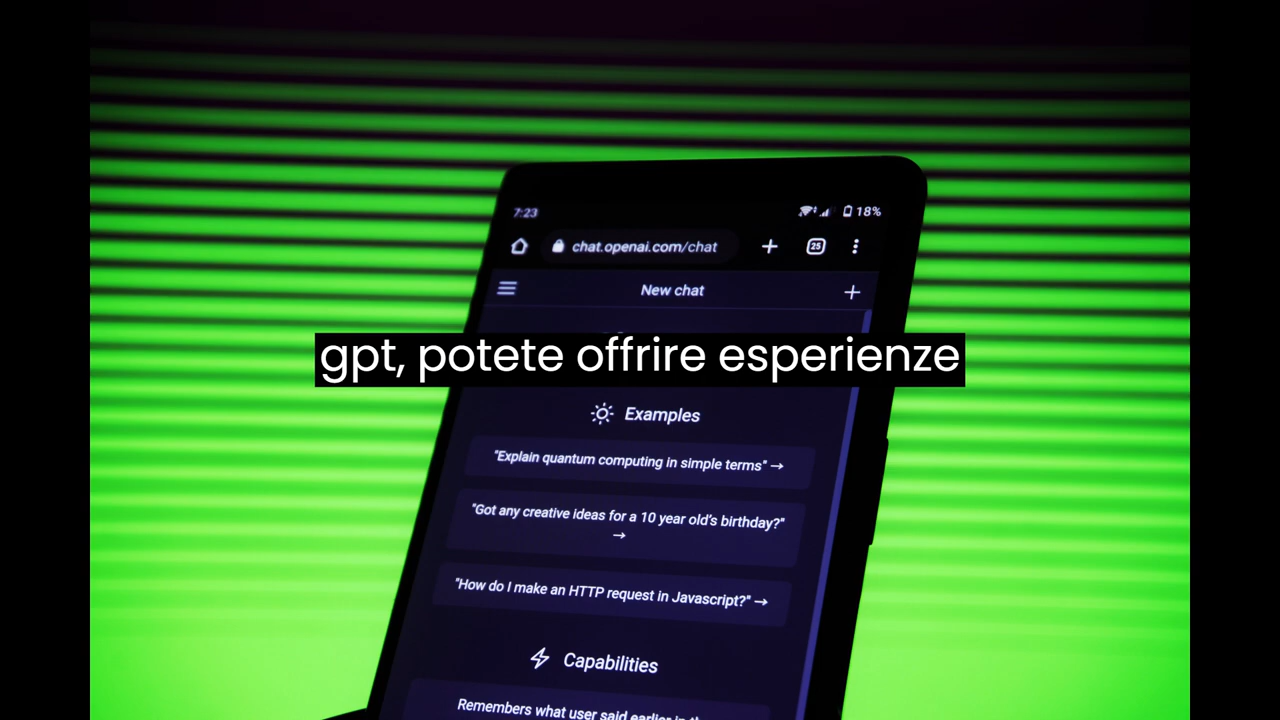 7:23
18%
chat.openai.com/chat
25
New chat
gpt, potete offrire esperienze
Examples
"Explain quantum computing in simple terms" →
"Got any creative ideas for a 10 year old's birthday?"
→
"How do I make an HTTP request in Javascript?" →
Capabilities
Remembers what user said earlier in the